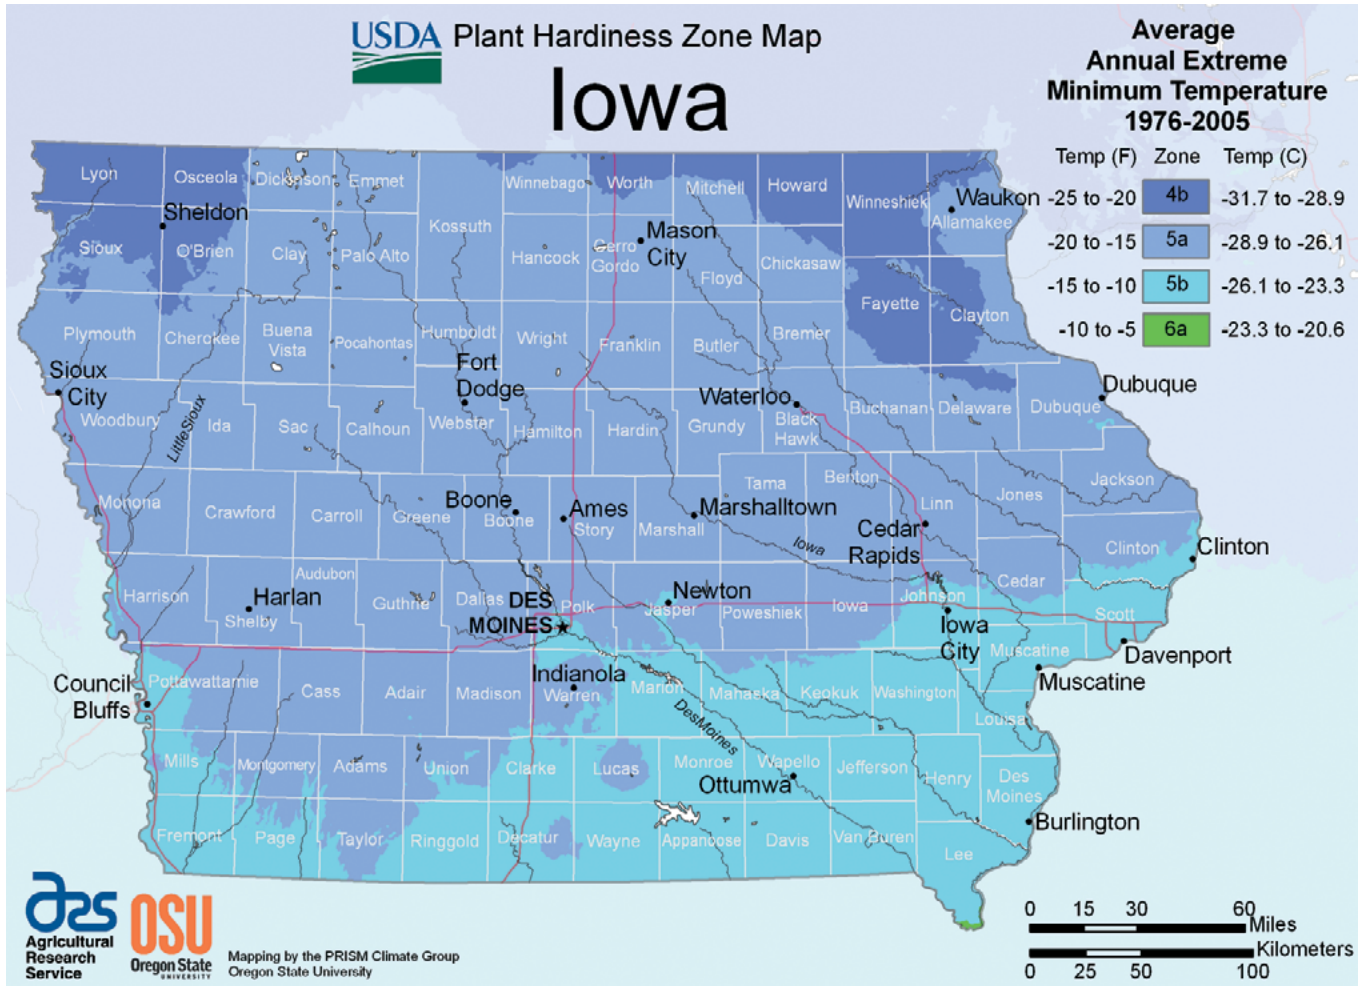 USDA Plant Hardiness Zone Map
Iowa
Average
Annual Extreme
Minimum Temperature
1976-2005
Temp (F) Zone Temp (C)
-25 to -20 4b -31.7 to -28.9
-20 to -15 5a -28.9 to -26.1
-15 to -10 5b -26.1 to -23.3
-10 to -5 6a -23.3 to -20.6
Lyon
Osceola
Dickinson
Emmet
Winnebago
Worth
Mitchell
Howard
Winneshiek
Waukon
Allamakee
Sheldon
Sioux
O'Brien
Clay
Palo Alto
Kossuth
Hancock
Cerro
Gordo
Mason
City
Floyd
Chickasaw
Fayette
Clayton
Plymouth
Cherokee
Buena
Vista
Pocahontas
Humboldt
Wright
Franklin
Butler
Bremer
Sioux
City
Fort
Dodge
Waterloo
Dubuque
Woodbury
LittleSioux
Ida
Sac
Calhoun
Webster
Hamilton
Hardin
Grundy
Black
Hawk
Buchanan
Delaware
Dubuque
Monona
Crawford
Carroll
Greene
Boone
Boone
Ames
Story
Marshall
Marshalltown
Tama
Benton
Linn
Jones
Jackson
Cedar
Rapids
Iowa
Clinton
Clinton
Harrison
Harlan
Shelby
Audubon
Guthrie
Dallas
DES
MOINES
Polk
Newton
Jasper
Poweshiek
Iowa
Johnson
Iowa
City
Cedar
Scott
Davenport
Muscatine
Muscatine
Council
Bluffs
Pottawattamie
Cass
Adair
Madison
Indianola
Warren
Marion
DesMoines
Mahaska
Keokuk
Washington
Louisa
Mills
Montgomery
Adams
Union
Clarke
Lucas
Monroe
Wapello
Ottumwa
Jefferson
Henry
Des
Moines
Burlington
Fremont
Page
Taylor
Ringgold
Decatur
Wayne
Appanoose
Davis
Van Buren
Lee
ars
Agricultural
Research
Service
OSU
Oregon State
UNIVERSITY
Mapping by the PRISM Climate Group
Oregon State University
0 15 30 60
Miles
Kilometers
0 25 50 100